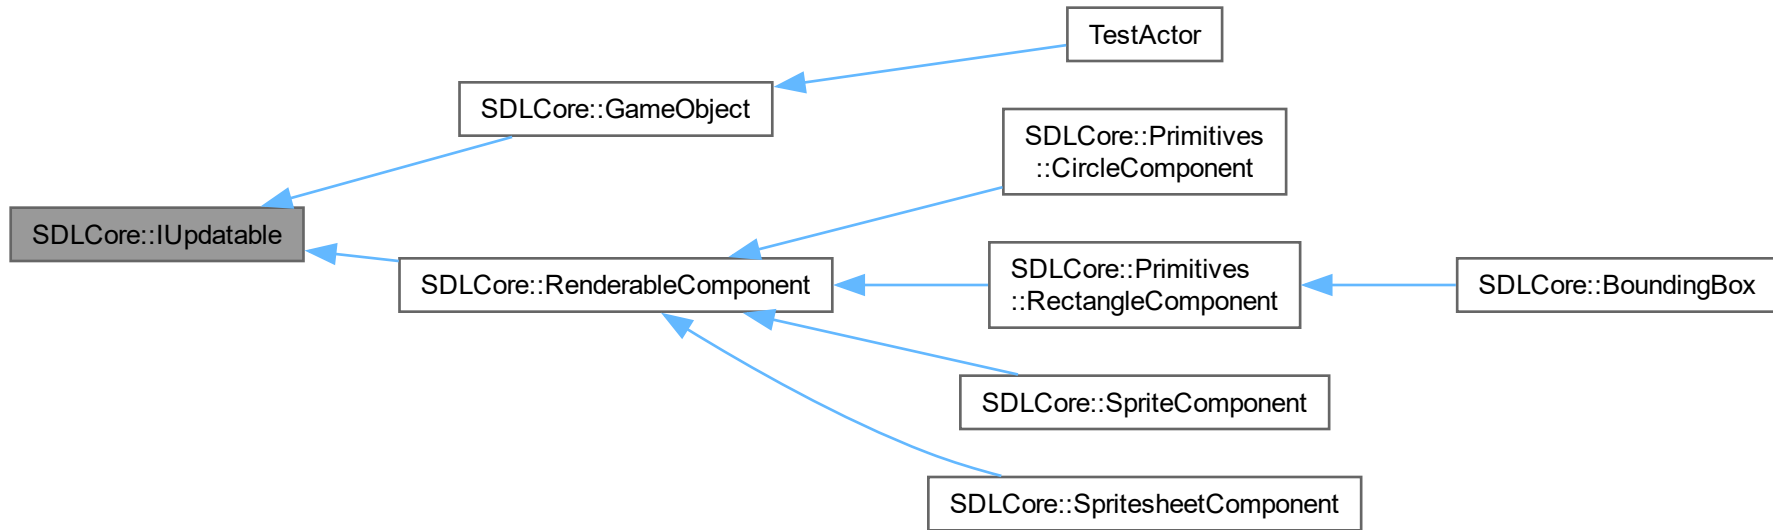 TestActor
SDLCore::GameObject
SDLCore::Primitives
::CircleComponent
SDLCore::IUpdatable
SDLCore::RenderableComponent
SDLCore::Primitives
::RectangleComponent
SDLCore::BoundingBox
SDLCore::SpriteComponent
SDLCore::SpritesheetComponent